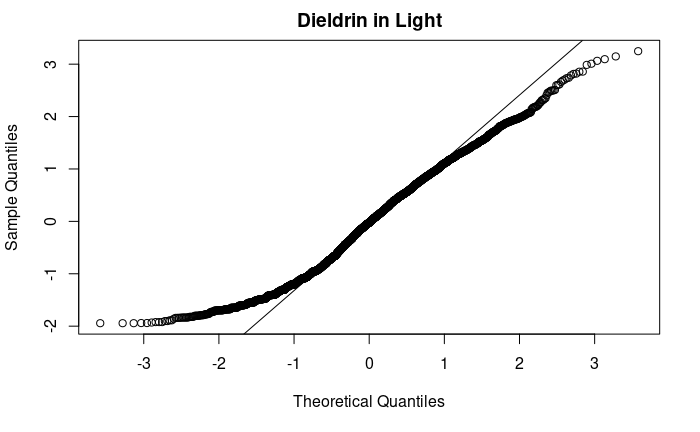 Dieldrin in Light
Sample Quantiles
3
2
1
0
-1
-2
-3 -2 -1 0 1 2 3
Theoretical Quantiles